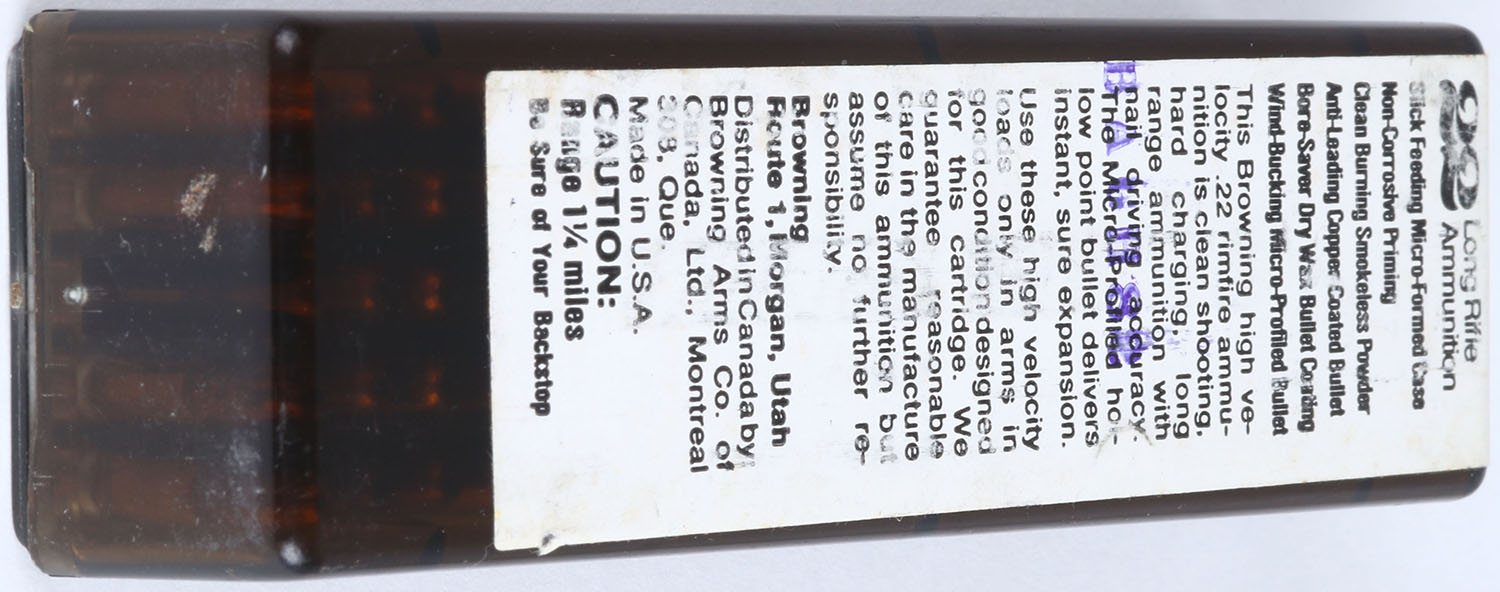 22 Long Rifle
Ammunition
Slick Feeding Micro-Formed Case
Non-Corrosive Priming
Clean Burning Smokeless Powder
Anti-Leading Copper Coated Bullet
Bore-Saver Dry Wax Bullet Coating
Wind-Bucking Micro-Profiled Bullet
This Browning high ve-
locity .22 rimfire ammu-
nition is clean shooting,
hard charging, long
range ammunition with
nail driving accuracy.
The Micro-Profiled hol-
low point bullet delivers
instant, sure expansion.
Use these high velocity
loads only in arms in
good condition designed
for this cartridge. We
guarantee reasonable
care in the manufacture
of this ammunition but
assume no further re-
sponsibility.
Browning
Route 1, Morgan, Utah
Distributed in Canada by
Browning Arms Co. of
Canada, Ltd., Montreal
308, Que.
Made in U.S.A.
CAUTION:
Range 1¼ miles
Be Sure of Your Backstop